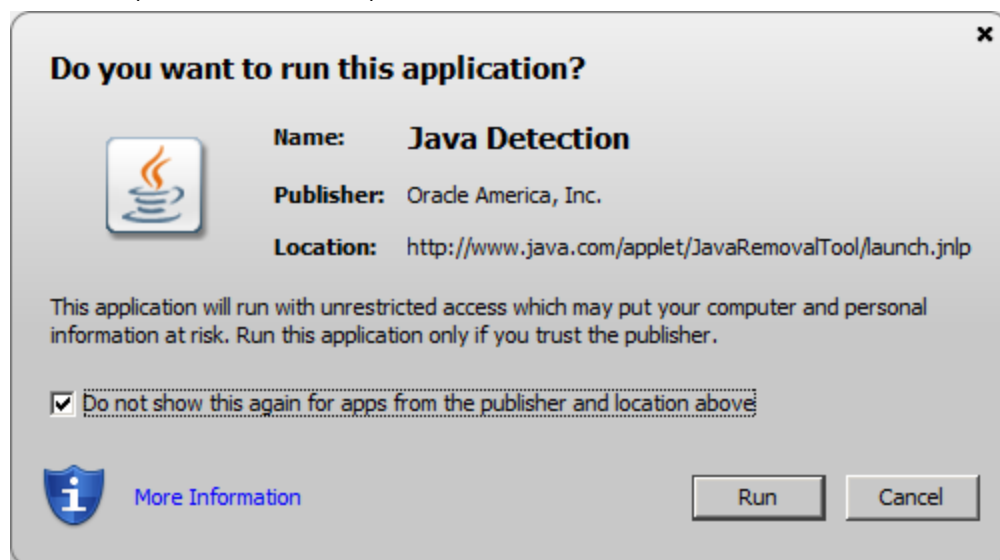 Do you want to run this application?
Name: Java Detection
Publisher: Oracle America, Inc.
Location: http://www.java.com/applet/JavaRemovalTool/launch.jnlp
This application will run with unrestricted access which may put your computer and personal
information at risk. Run this application only if you trust the publisher.
Do not show this again for apps from the publisher and location above
More Information
Run
Cancel